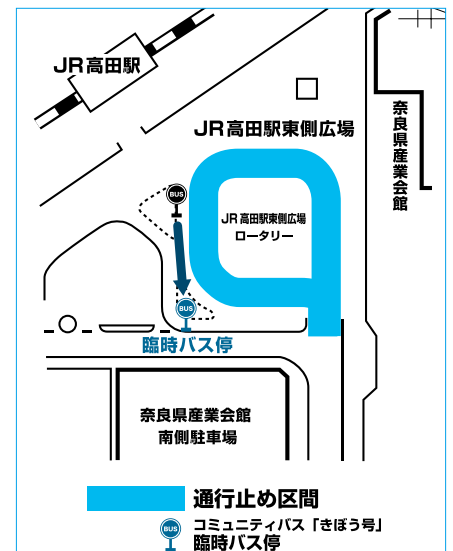 JR高田駅
JR高田駅東側広場
奈良県産業会館
BUS
JR高田駅東側広場
ロータリー
BUS
臨時バス停
奈良県産業会館
南側駐車場
通行止め区間
BUS
コミュニティバス「きぼう号」
臨時バス停